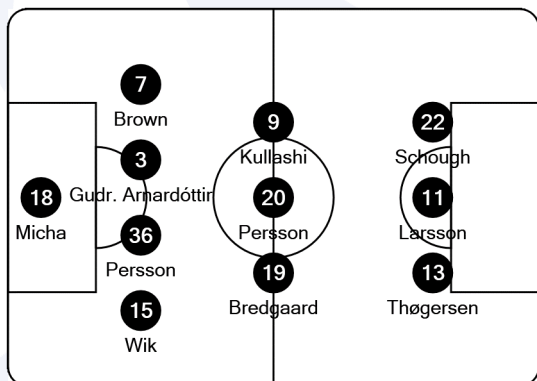 7
Brown
3
Gudr. Arnardóttir
36
Persson
15
Wik
18
Micha
9
Kullashi
20
Persson
19
Bredgaard
22
Schough
11
Larsson
13
Thøgersen